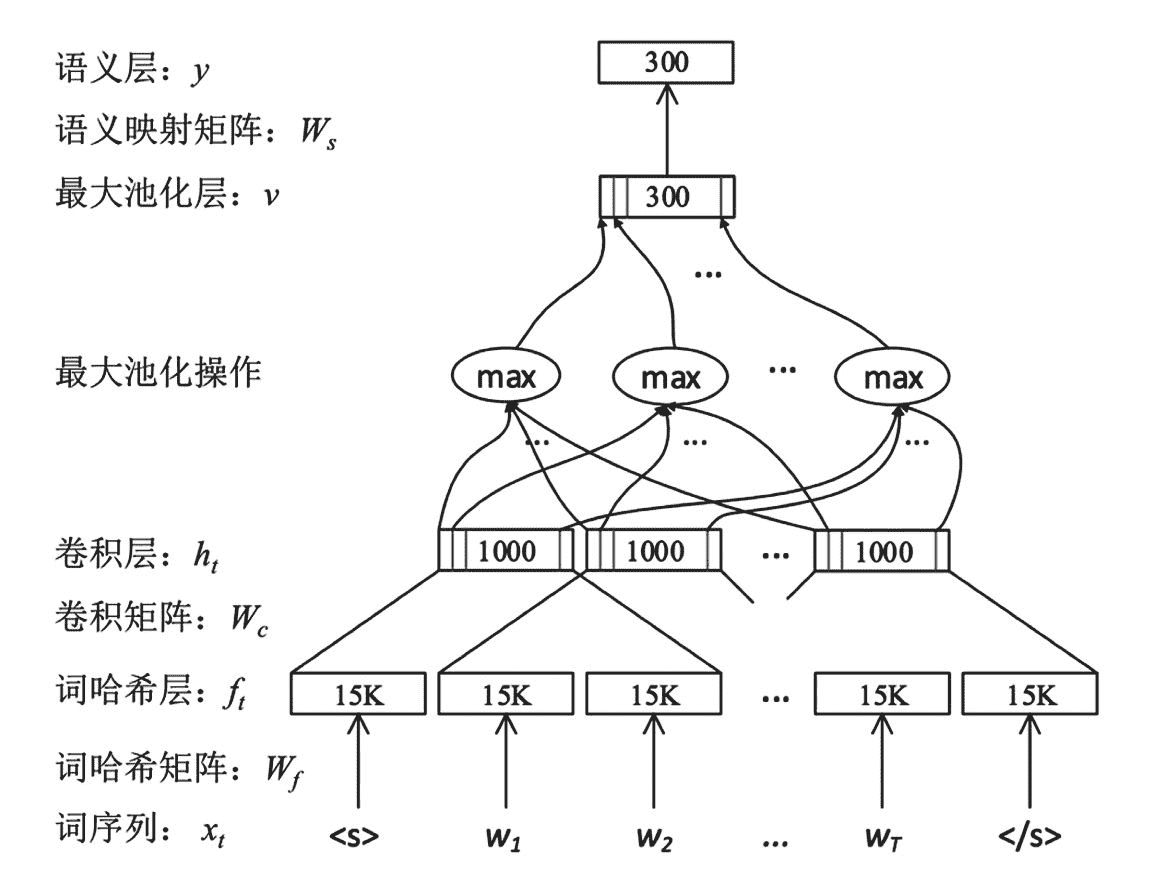 语义层：y 300
语义映射矩阵：Ws
最大池化层：v 300
...
最大池化操作 max max ... max
... ... ...
卷积层：ht 1000 1000 ... 1000
卷积矩阵：Wc
词哈希层：ft 15K 15K 15K ... 15K 15K
词哈希矩阵：Wf
词序列：xt <s> w1 w2 ... wT </s>